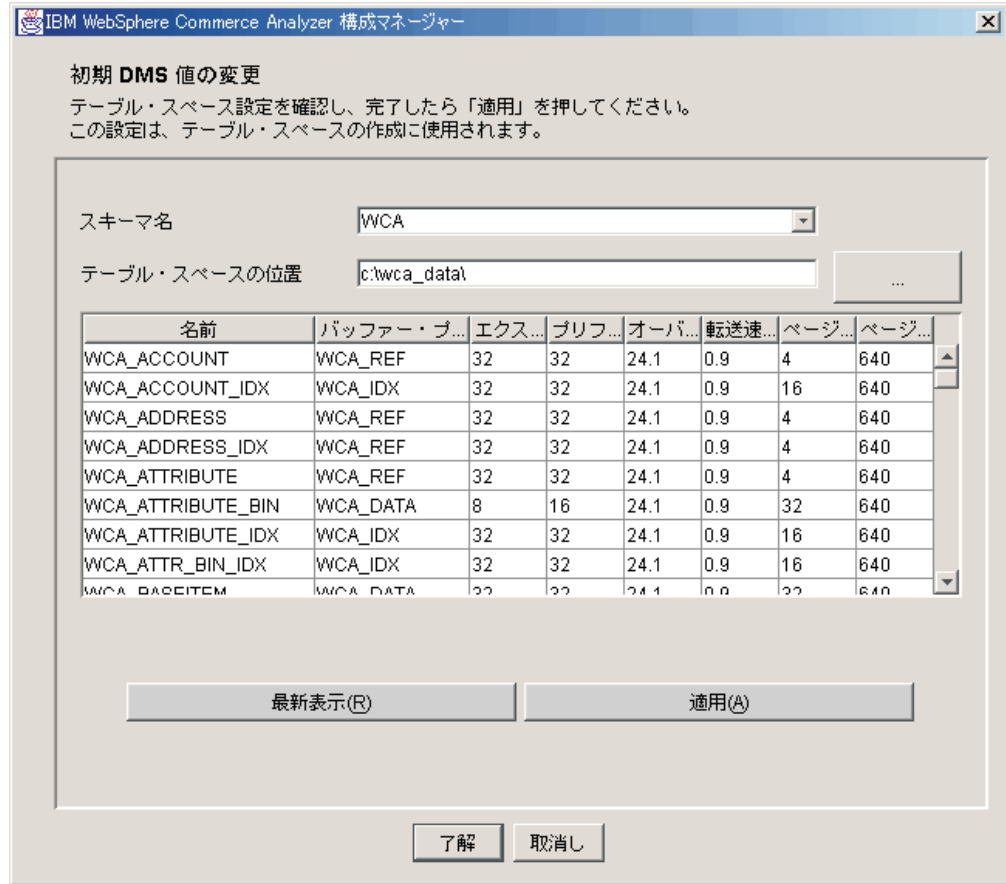 IBM WebSphere Commerce Analyzer 構成マネージャー
初期 DMS 値の変更
テーブル・スペース設定を確認し、完了したら「適用」を押してください。
この設定は、テーブル・スペースの作成に使用されます。
スキーマ名 WCA
テーブル・スペースの位置 c:\wca_data\ ...
名前 バッファー・プ... エクス... プリフ... オーバ... 転送速... ページ... ページ...
WCA_ACCOUNT WCA_REF 32 32 24.1 0.9 4 640
WCA_ACCOUNT_IDX WCA_IDX 32 32 24.1 0.9 16 640
WCA_ADDRESS WCA_REF 32 32 24.1 0.9 4 640
WCA_ADDRESS_IDX WCA_REF 32 32 24.1 0.9 4 640
WCA_ATTRIBUTE WCA_REF 32 32 24.1 0.9 4 640
WCA_ATTRIBUTE_BIN WCA_DATA 8 16 24.1 0.9 32 640
WCA_ATTRIBUTE_IDX WCA_IDX 32 32 24.1 0.9 16 640
WCA_ATTR_BIN_IDX WCA_IDX 32 32 24.1 0.9 16 640
WCA_BASEITEM WCA_DATA 32 32 24.1 0.9 32 640
最新表示(R) 適用(A)
了解 取消し